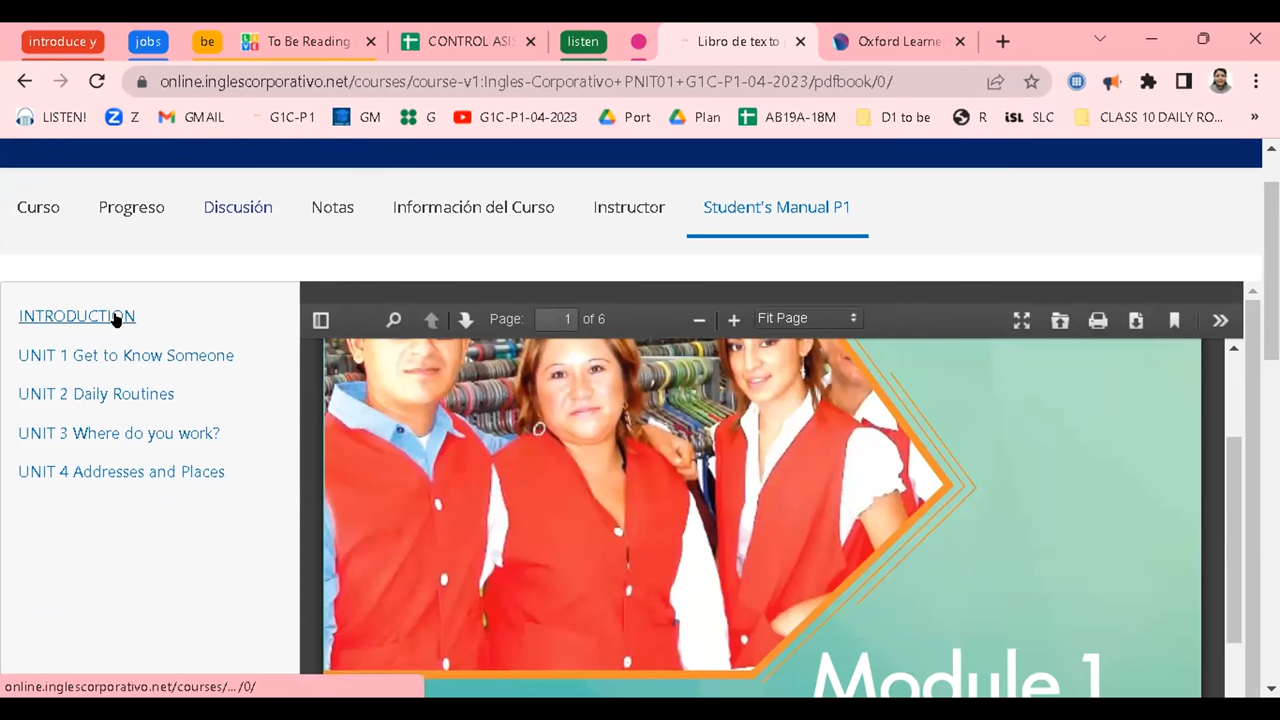 introduce y jobs be To Be Reading CONTROL ASIS listen Libro de texto Oxford Learne
online.inglescorporativo.net/courses/course-v1:Ingles-Corporativo+PNIT01+G1C-P1-04-2023/pdfbook/0/
LISTEN! Z GMAIL G1C-P1 GM G G1C-P1-04-2023 Port Plan AB19A-18M D1 to be R iSL SLC CLASS 10 DAILY RO... »
Curso Progreso Discusión Notas Información del Curso Instructor Student's Manual P1
INTRODUCTION
UNIT 1 Get to Know Someone
UNIT 2 Daily Routines
UNIT 3 Where do you work?
UNIT 4 Addresses and Places
Page: 1 of 6 Fit Page
Module 1
online.inglescorporativo.net/courses/.../0/